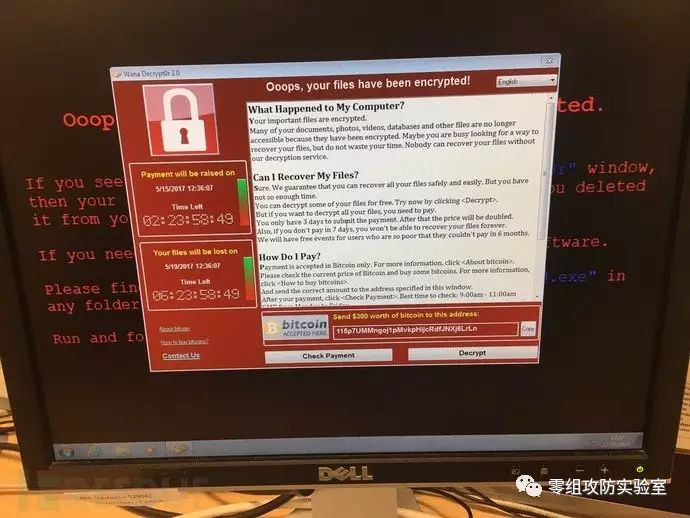 Wana Decrypt0r 2.0
Ooops, your files have been encrypted!
English
What Happened to My Computer?
Your important files are encrypted.
Many of your documents, photos, videos, databases and other files are no longer
accessible because they have been encrypted. Maybe you are busy looking for a way to
recover your files, but do not waste your time. Nobody can recover your files without
our decryption service.
Can I Recover My Files?
Sure. We guarantee that you can recover all your files safely and easily. But you have
not so enough time.
You can decrypt some of your files for free. Try now by clicking <Decrypt>.
But if you want to decrypt all your files, you need to pay.
You only have 3 days to submit the payment. After that the price will be doubled.
Also, if you don't pay in 7 days, you won't be able to recover your files forever.
We will have free events for users who are so poor that they couldn't pay in 6 months.
How Do I Pay?
Payment is accepted in Bitcoin only. For more information, click <About bitcoin>.
Please check the current price of Bitcoin and buy some bitcoins. For more information,
click <How to buy bitcoins>.
And send the correct amount to the address specified in this window.
After your payment, click <Check Payment>. Best time to check: 9:00am - 11:00am
Payment will be raised on
5/15/2017 12:36:07
Time Left
02:23:58:49
Your files will be lost on
5/19/2017 12:36:07
Time Left
06:23:58:49
About bitcoin
How to buy bitcoins?
Contact Us
bitcoin
ACCEPTED HERE
Send $300 worth of bitcoin to this address:
Copy
Check Payment
Decrypt
Ooop
ted.
If you see
" window,
then your
u deleted
it from yo
If you need
tware.
Please fin
.exe" in
any folder
Run and fo
DELL
零组攻防实验室